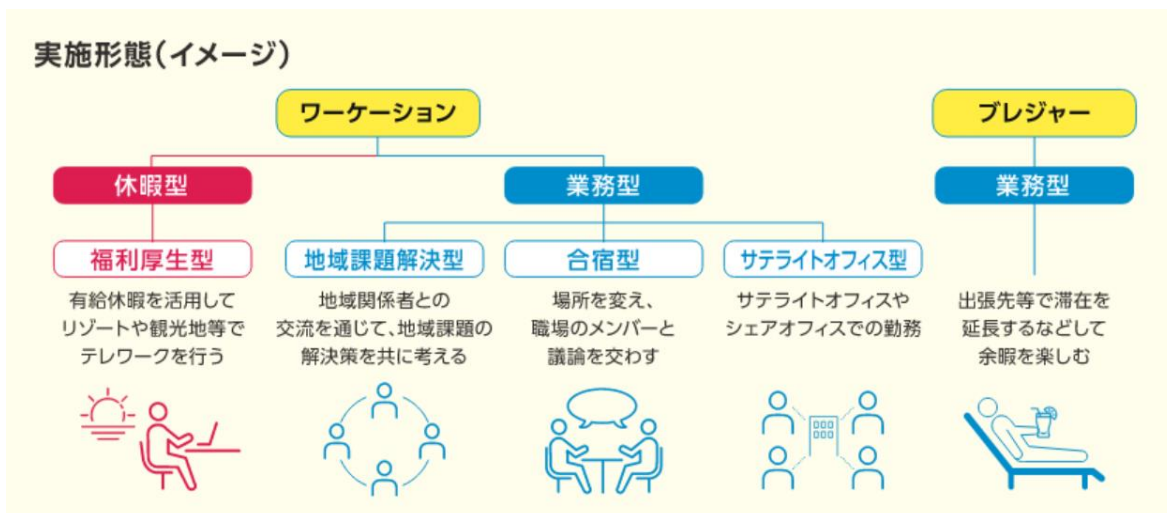 実施形態(イメージ)
ワーケーション
ブレジャー
休暇型
業務型
業務型
福利厚生型
地域課題解決型
合宿型
サテライトオフィス型
有給休暇を活用して
リゾートや観光地等で
テレワークを行う
地域関係者との
交流を通じて、地域課題の
解決策を共に考える
場所を変え、
職場のメンバーと
議論を交わす
サテライトオフィスや
シェアオフィスでの勤務
出張先等で滞在を
延長するなどして
余暇を楽しむ